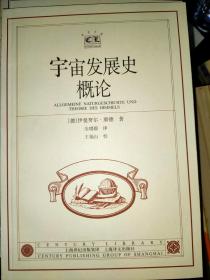 宇宙发展史
概论
ALLGEMEINE NATURGESCHICHTE UND
THEORIE DES HIMMELS
[德]伊曼努尔·康德 著
全增嘏 译
王福山 校
上海世纪出版集团 上海译文出版社
CENTURY LIBRARY
CENTURY PUBLISHING GROUP OF SHANGHAI